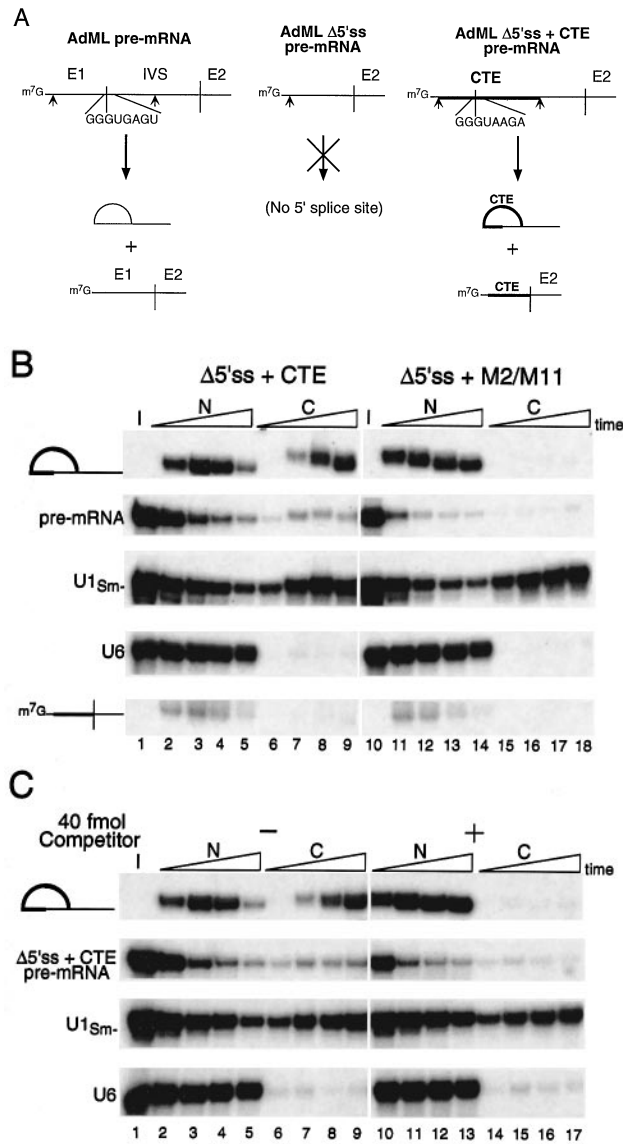 A
AdML pre-mRNA
AdML Δ5'ss pre-mRNA
AdML Δ5'ss + CTE pre-mRNA
E1 IVS E2
m⁷G
GGGUGAGU
E2
m⁷G
CTE E2
m⁷G
GGGUAAGA
(No 5' splice site)
+
E1 E2
m⁷G
CTE
+
CTE E2
m⁷G
B
Δ5'ss + CTE Δ5'ss + M2/M11
I N C I N C time
pre-mRNA
U1Sm-
U6
m⁷G
1 2 3 4 5 6 7 8 9 10 11 12 13 14 15 16 17 18
C
40 fmol Competitor − +
I N C N C time
Δ5'ss + CTE pre-mRNA
U1Sm-
U6
1 2 3 4 5 6 7 8 9 10 11 12 13 14 15 16 17